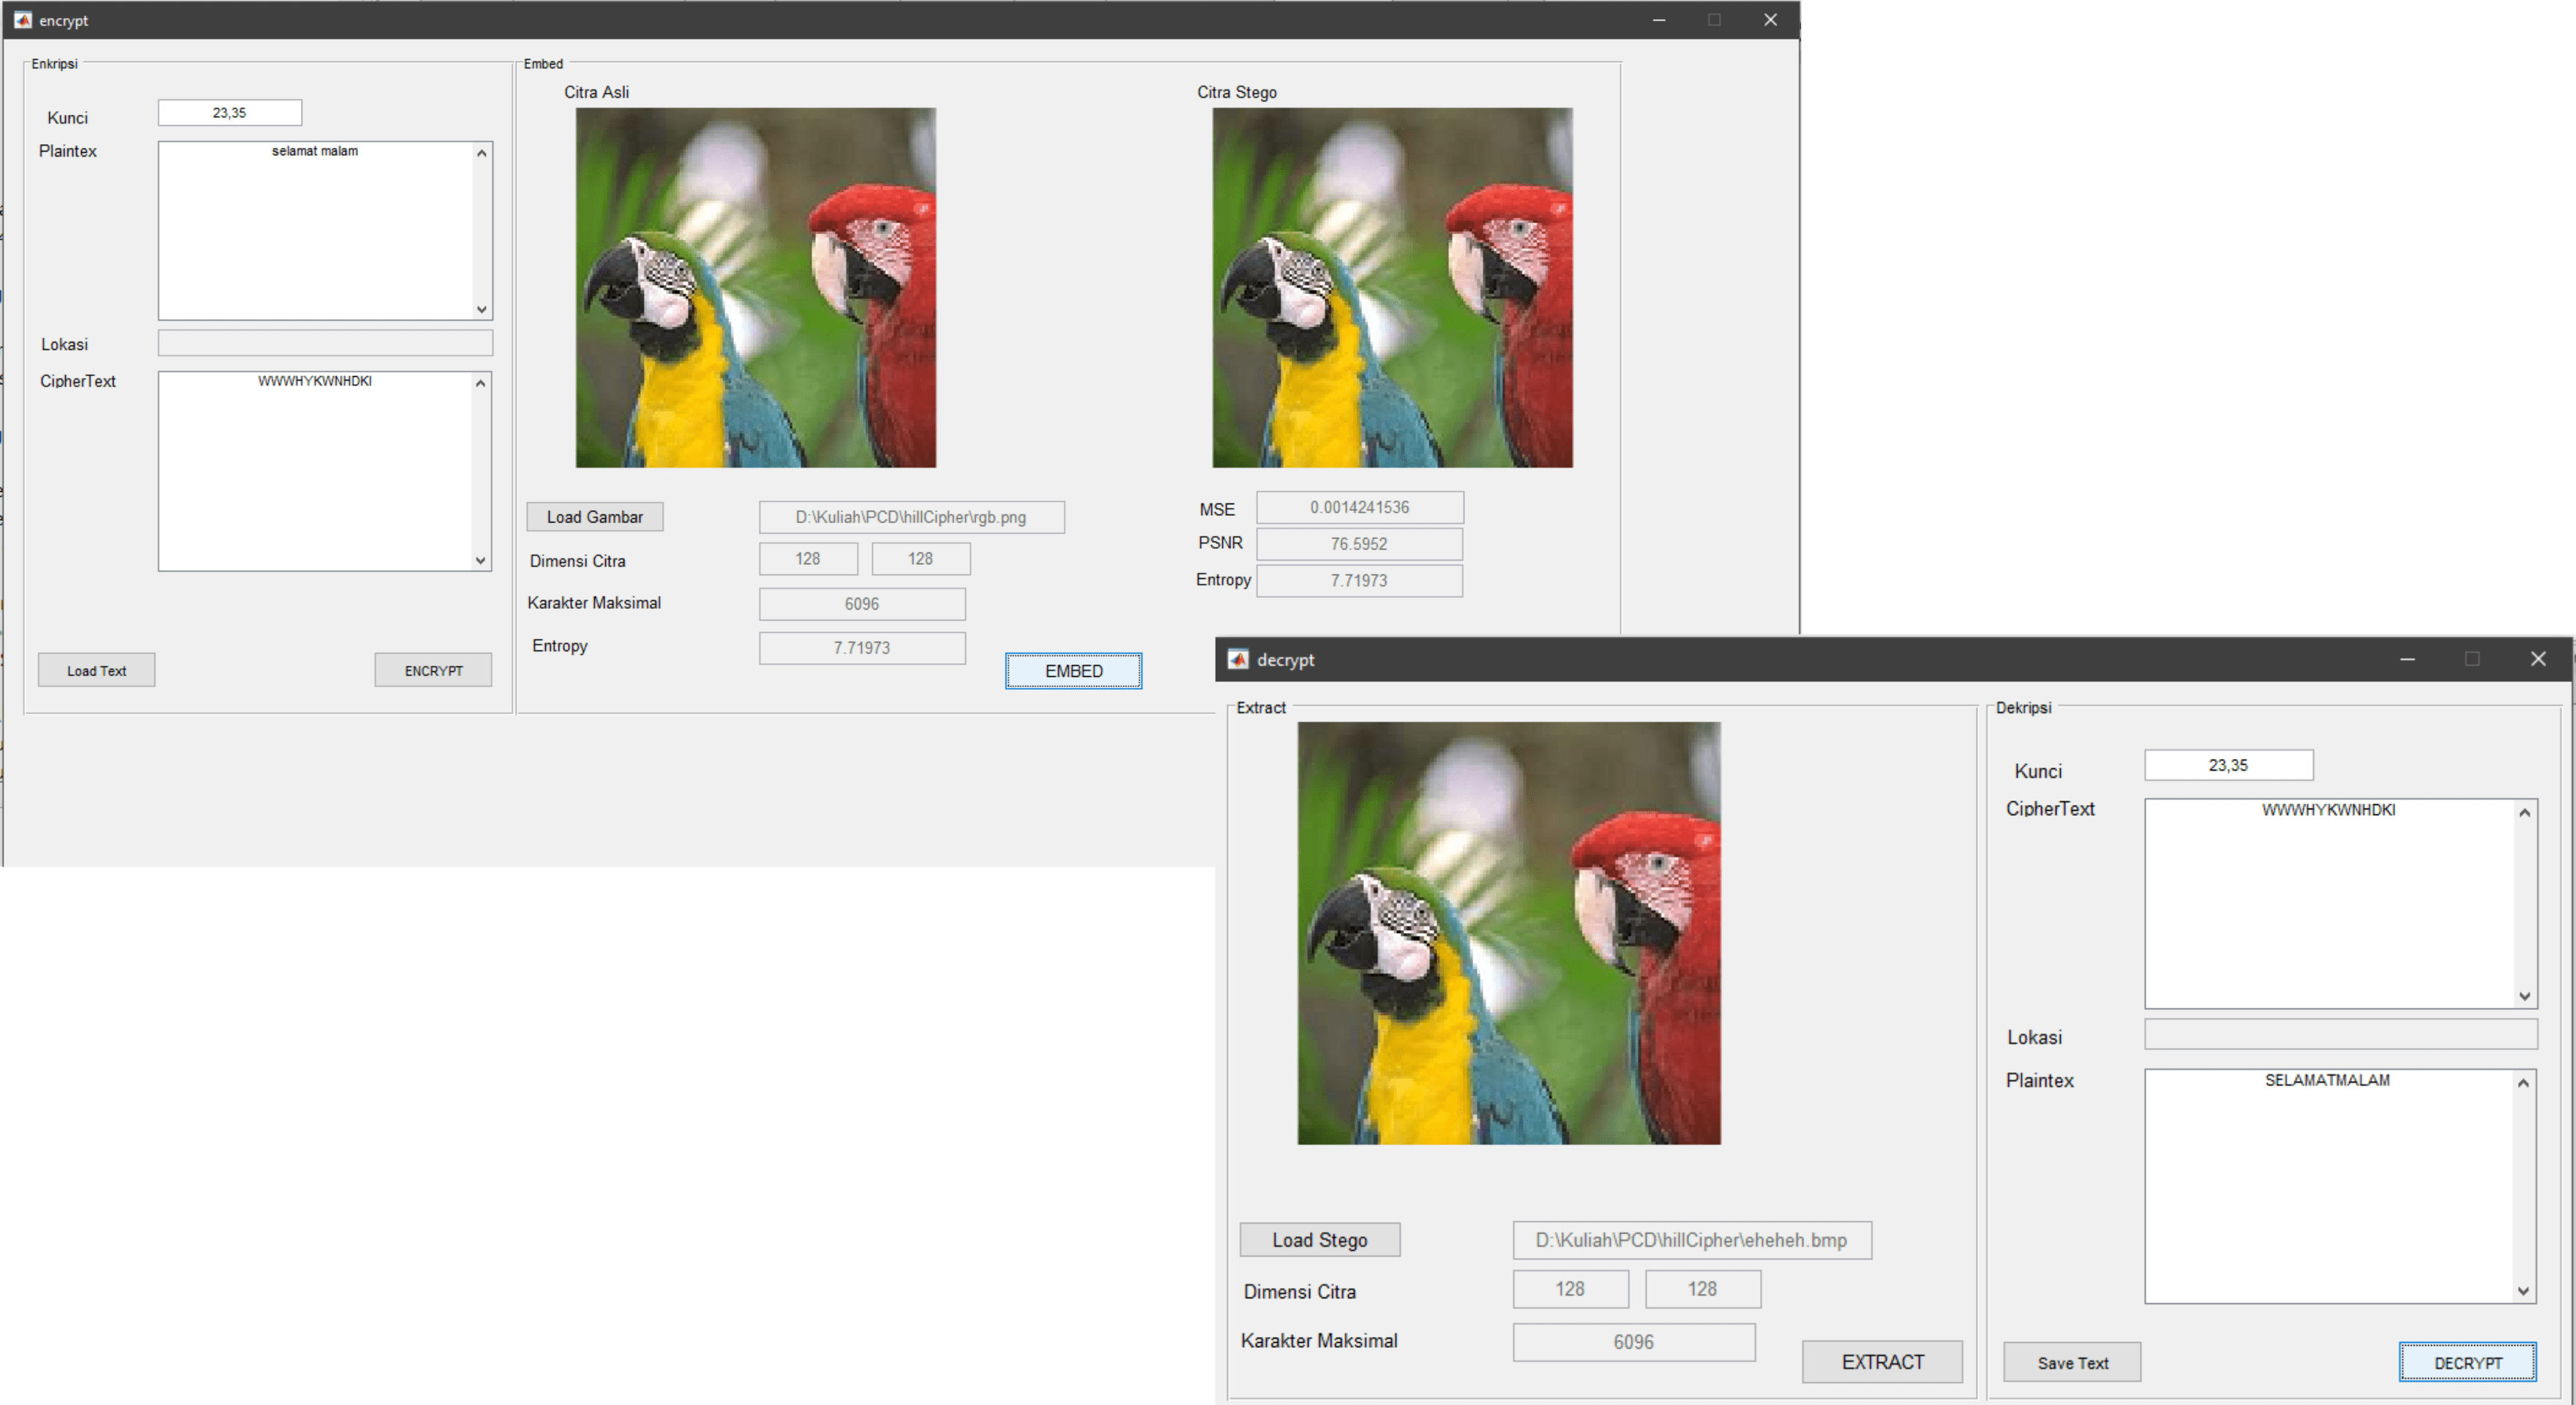 encrypt
Enkripsi
Kunci
23,35
Plaintex
selamat malam
Lokasi
CipherText
WWWHYKWNHDKI
Load Text
ENCRYPT
Embed
Citra Asli
Citra Stego
Load Gambar
D:\Kuliah\PCD\hillCipher\rgb.png
Dimensi Citra
128
128
Karakter Maksimal
6096
Entropy
7.71973
EMBED
MSE
0.0014241536
PSNR
76.5952
Entropy
7.71973
decrypt
Extract
Load Stego
D:\Kuliah\PCD\hillCipher\eheheh.bmp
Dimensi Citra
128
128
Karakter Maksimal
6096
EXTRACT
Dekripsi
Kunci
23,35
CipherText
WWWHYKWNHDKI
Lokasi
Plaintex
SELAMATMALAM
Save Text
DECRYPT